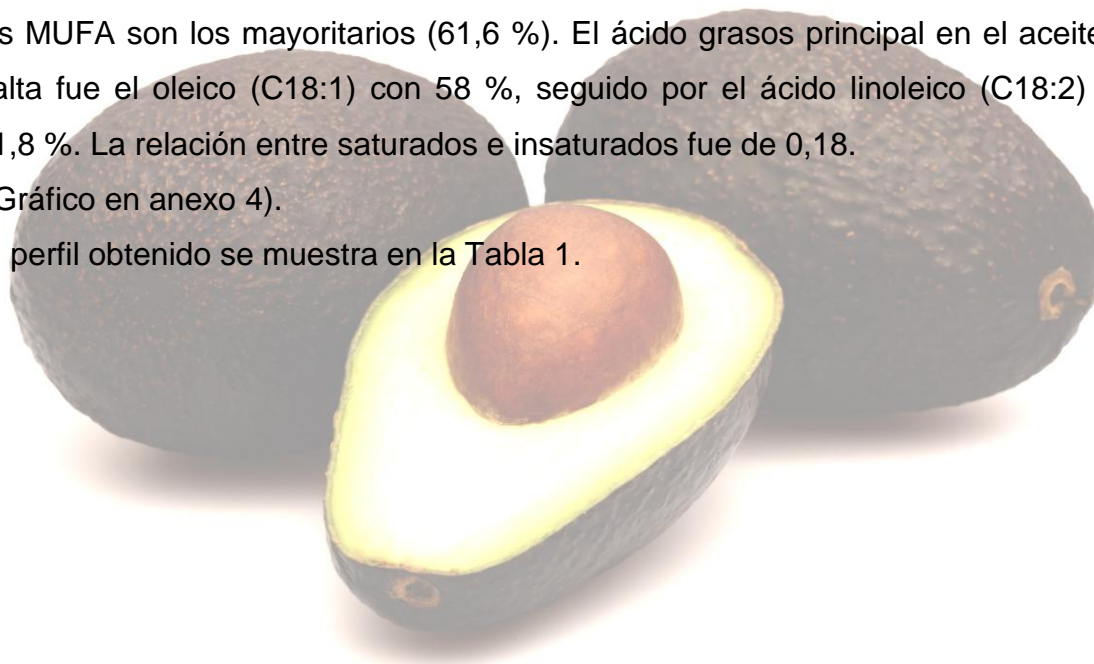 s MUFA son los mayoritarios (61,6 %). El ácido grasos principal en el aceite
alta fue el oleico (C18:1) con 58 %, seguido por el ácido linoleico (C18:2)
1,8 %. La relación entre saturados e insaturados fue de 0,18.
Gráfico en anexo 4).
perfil obtenido se muestra en la Tabla 1.